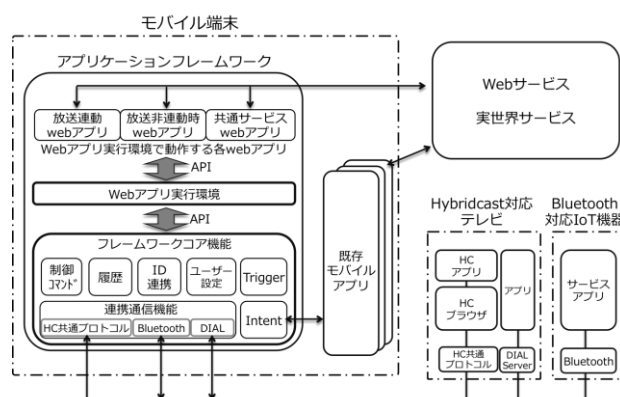 モバイル端末
アプリケーションフレームワーク
放送連動
webアプリ
放送非連動時
webアプリ
共通サービス
webアプリ
Webアプリ実行環境で動作する各webアプリ
API
Webアプリ実行環境
API
フレームワークコア機能
制御
ｺﾏﾝﾄﾞ
履歴
ID
連携
ユーザー
設定
Trigger
連携通信機能
HC共通プロトコル
Bluetooth
DIAL
Intent
既存
モバイル
アプリ
Webサービス
実世界サービス
Hybridcast対応
テレビ
HC
アプリ
HC
ブラウザ
HC共通
プロトコル
アプリ
DIAL
Server
Bluetooth
対応IoT機器
サービス
アプリ
Bluetooth